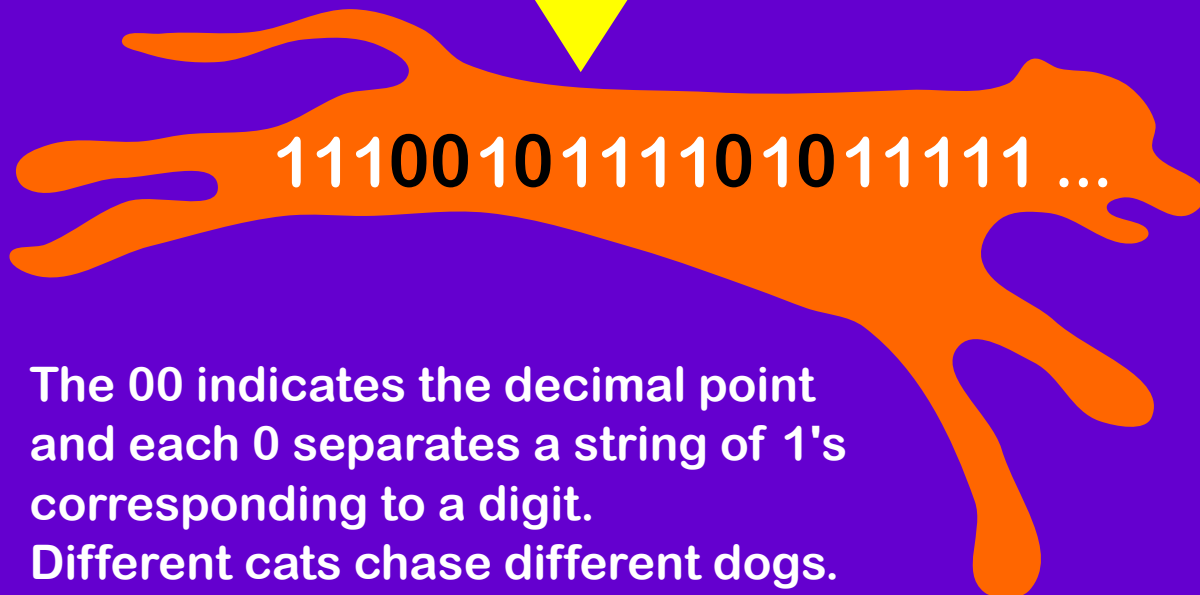 1110010111101011111 ...
The 00 indicates the decimal point
and each 0 separates a string of 1's
corresponding to a digit.
Different cats chase different dogs.